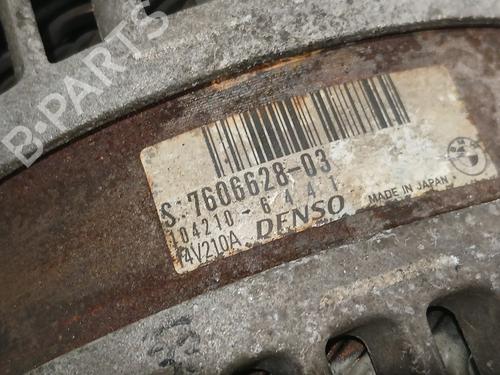 B-PARTS
S:7606628-03
104210-6441
14V210A DENSO MADE IN JAPAN